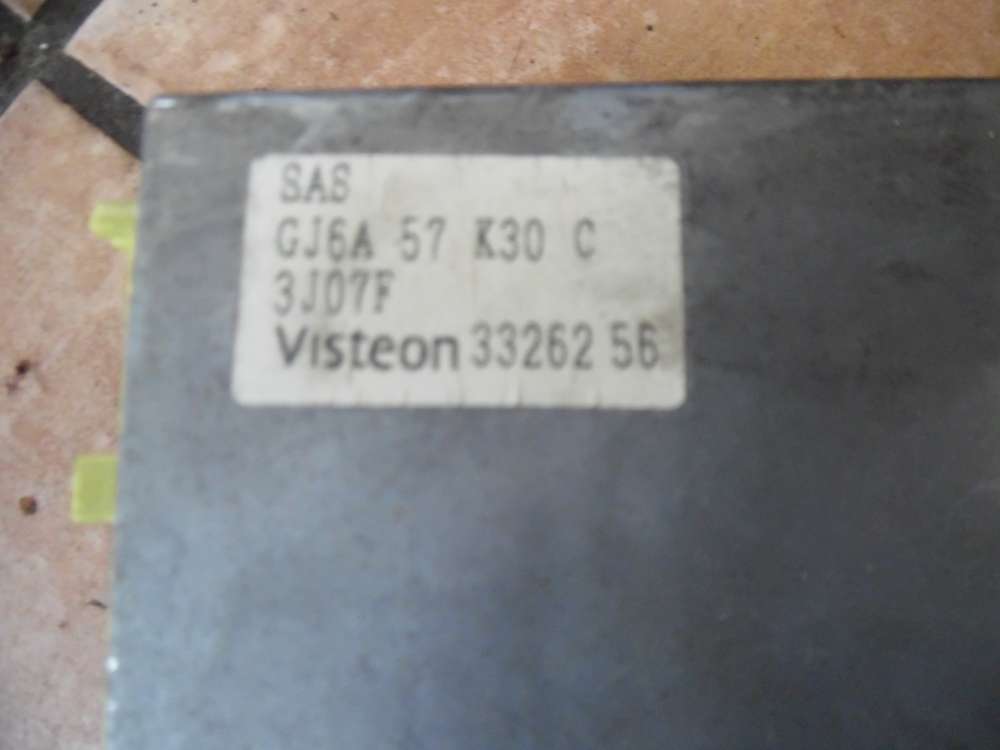 SAS
GJ6A 57 K30 C
3J07F
Visteon 33262 56